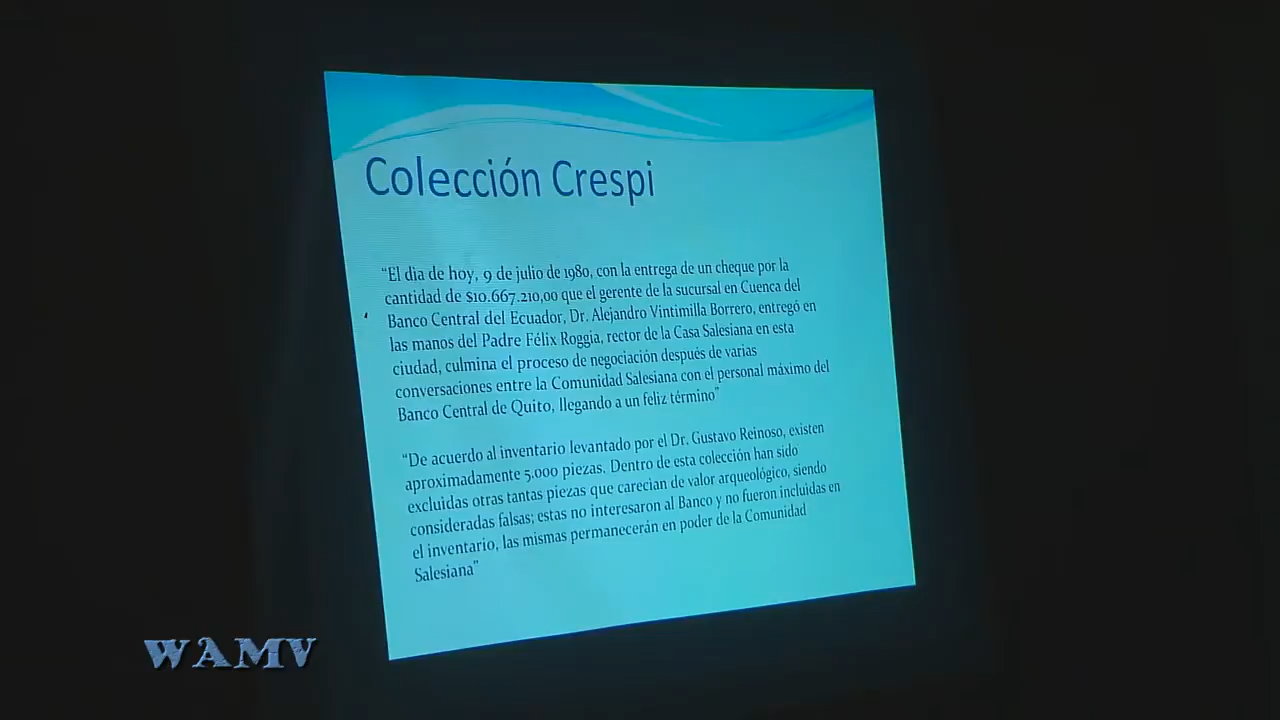 Colección Crespi
“El dia de hoy, 9 de julio de 1980, con la entrega de un cheque por la
cantidad de $10.667.210,00 que el gerente de la sucursal en Cuenca del
Banco Central del Ecuador, Dr. Alejandro Vintimilla Borrero, entregó en
las manos del Padre Félix Roggia, rector de la Casa Salesiana en esta
ciudad, culmina el proceso de negociación después de varias
conversaciones entre la Comunidad Salesiana con el personal máximo del
Banco Central de Quito, llegando a un feliz término”
“De acuerdo al inventario levantado por el Dr. Gustavo Reinoso, existen
aproximadamente 5.000 piezas. Dentro de esta colección han sido
excluidas otras tantas piezas que carecian de valor arqueológico, siendo
consideradas falsas; estas no interesaron al Banco y no fueron incluidas en
el inventario, las mismas permanecerán en poder de la Comunidad
Salesiana”
WAMV